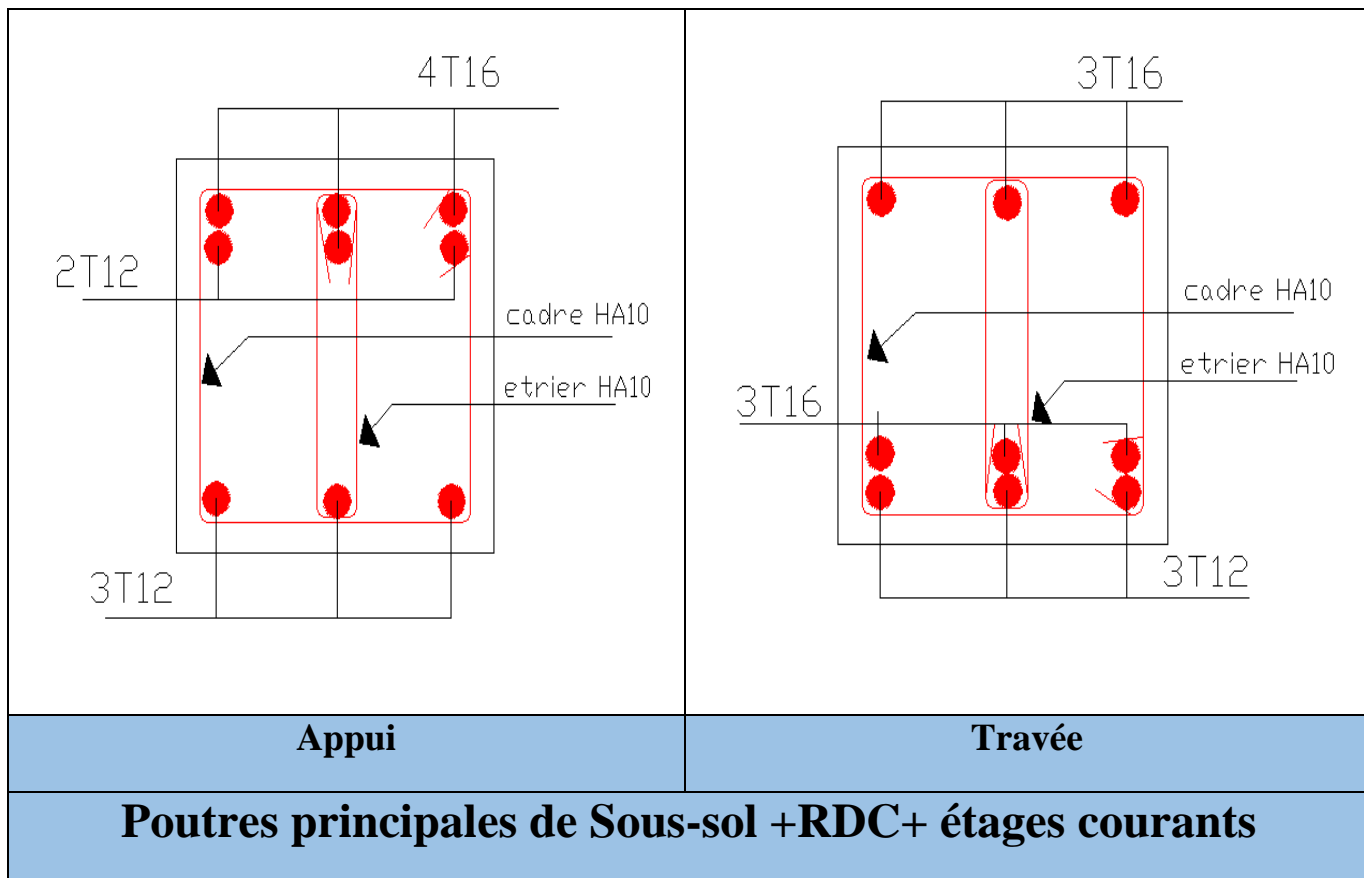 4T16
2T12
cadre HA10
etrier HA10
3T12
3T16
cadre HA10
etrier HA10
3T16
3T12
Appui
Travée
Poutres principales de Sous-sol +RDC+ étages courants